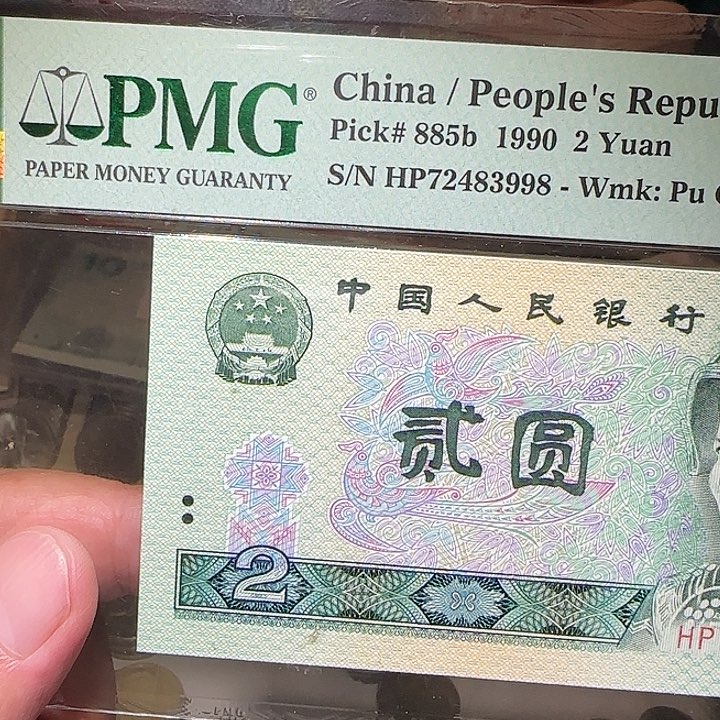 PMG®
PAPER MONEY GUARANTY
China / People's Repu
Pick# 885b 1990 2 Yuan
S/N HP72483998 - Wmk: Pu
中国人民银行
贰圆
2
HP